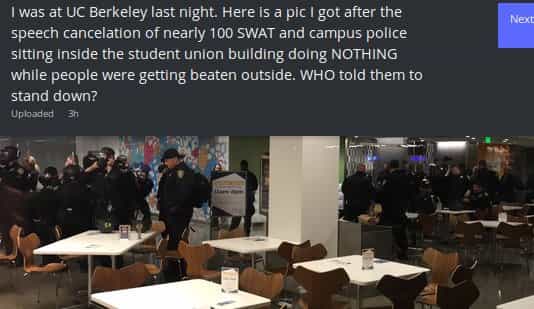 I was at UC Berkeley last night. Here is a pic I got after the
speech cancelation of nearly 100 SWAT and campus police
sitting inside the student union building doing NOTHING
while people were getting beaten outside. WHO told them to
stand down?
Uploaded 3h
Next